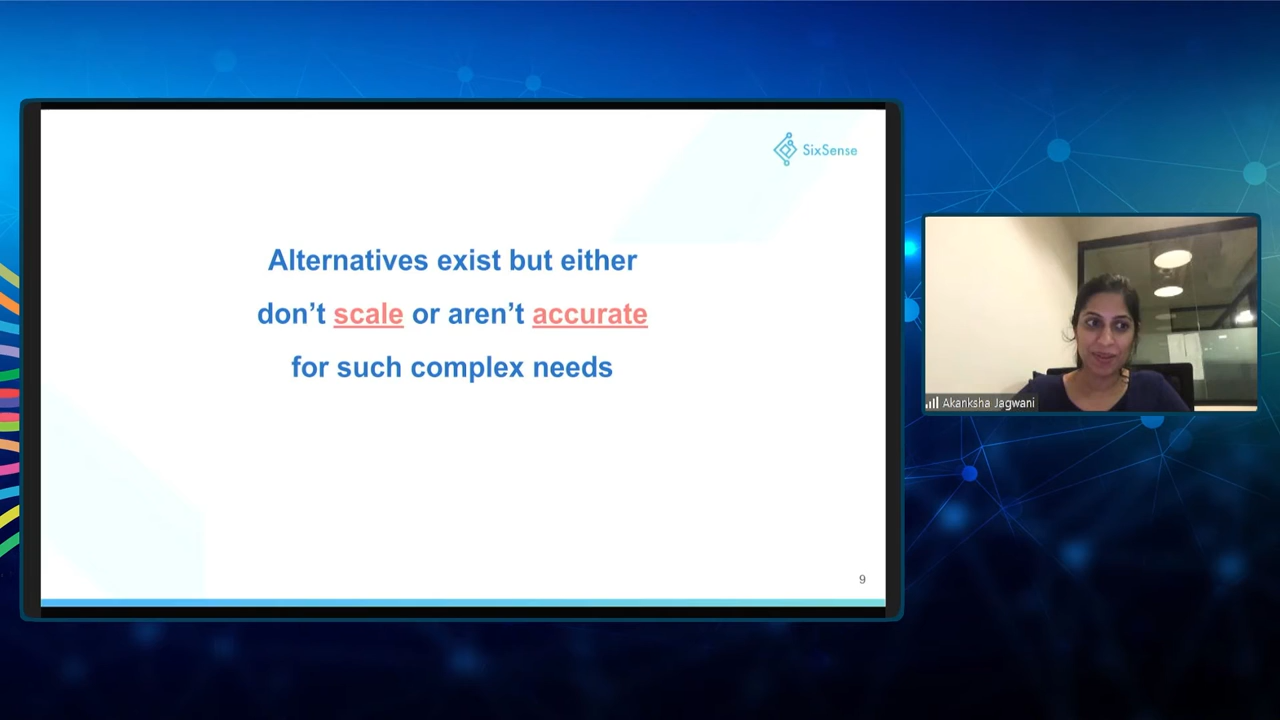 SixSense
Alternatives exist but either
don’t scale or aren’t accurate
for such complex needs
9
Akanksha Jagwani